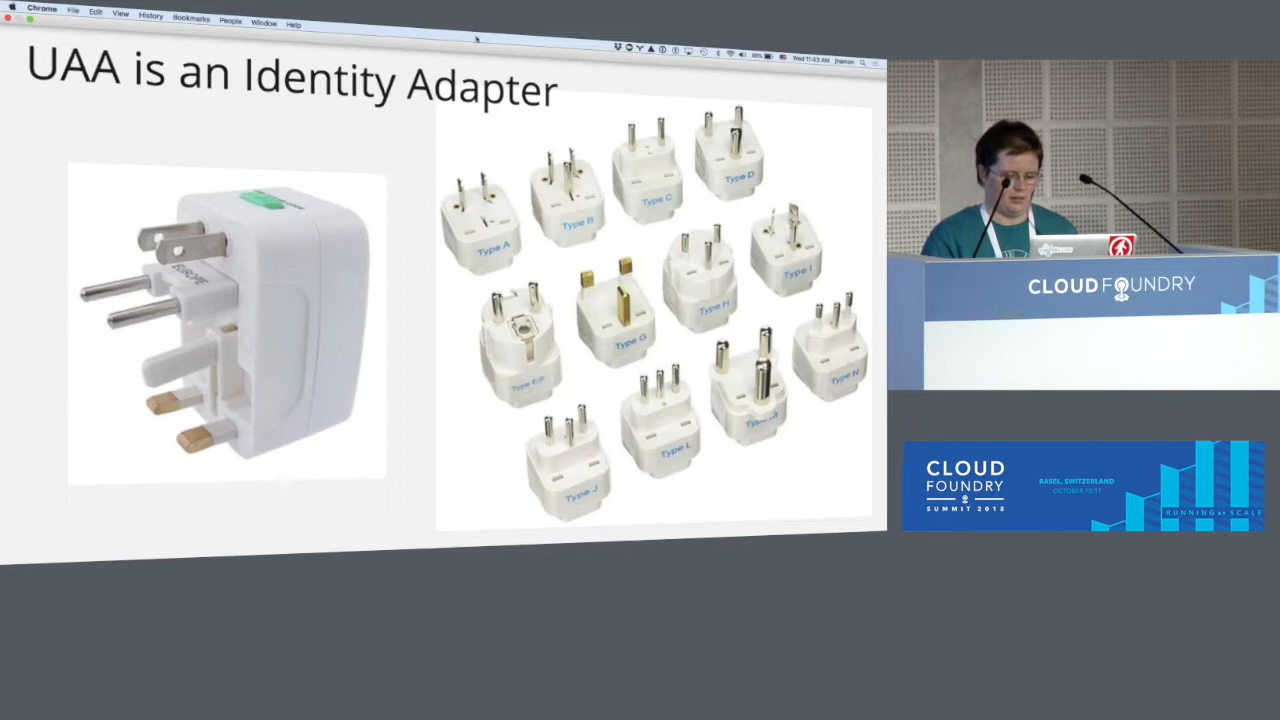 Chrome File Edit View History Bookmarks People Window Help
Wed 11:43 AM jhamon
UAA is an Identity Adapter
EUROPE
Type A
Type B
Type C
Type D
Type E/F
Type G
Type H
Type I
Type J
Type L
Type N
CLOUD FOUNDRY
CLOUD
FOUNDRY
SUMMIT 2018
BASEL, SWITZERLAND
OCTOBER 10-11
RUNNING AT SCALE